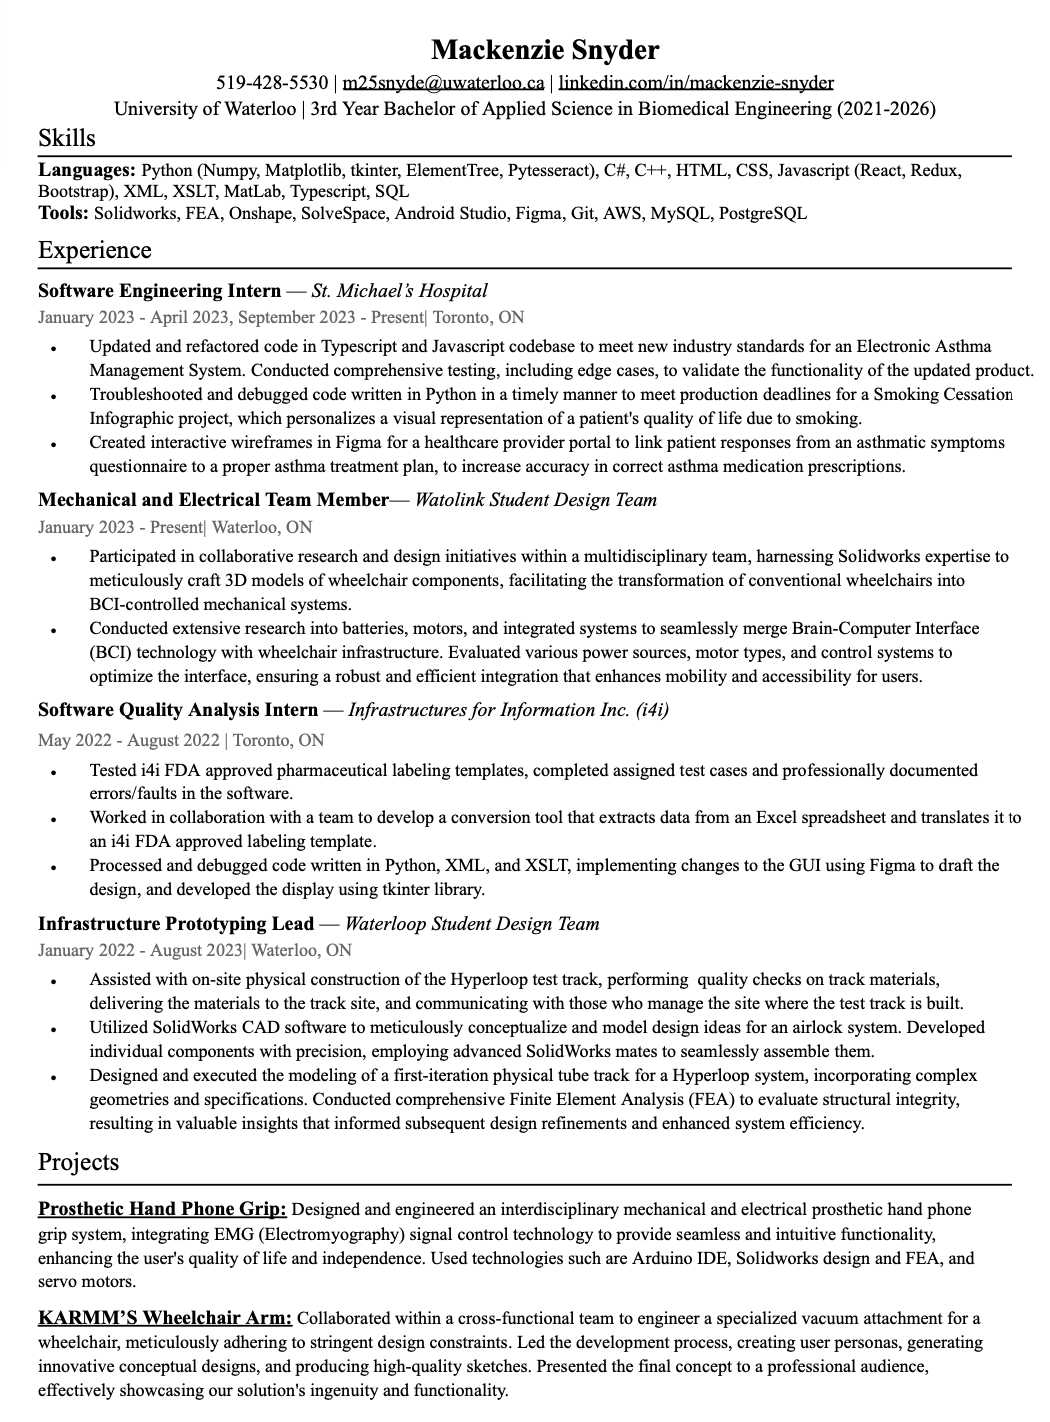 Mackenzie Snyder
519-428-5530 | m25snyde@uwaterloo.ca | linkedin.com/in/mackenzie-snyder
University of Waterloo | 3rd Year Bachelor of Applied Science in Biomedical Engineering (2021-2026)
Skills
Languages: Python (Numpy, Matplotlib, tkinter, ElementTree, Pytesseract), C#, C++, HTML, CSS, Javascript (React, Redux,
Bootstrap), XML, XSLT, MatLab, Typescript, SQL
Tools: Solidworks, FEA, Onshape, SolveSpace, Android Studio, Figma, Git, AWS, MySQL, PostgreSQL
Experience
Software Engineering Intern — St. Michael’s Hospital
January 2023 - April 2023, September 2023 - Present| Toronto, ON
• Updated and refactored code in Typescript and Javascript codebase to meet new industry standards for an Electronic Asthma
Management System. Conducted comprehensive testing, including edge cases, to validate the functionality of the updated product.
• Troubleshooted and debugged code written in Python in a timely manner to meet production deadlines for a Smoking Cessation
Infographic project, which personalizes a visual representation of a patient's quality of life due to smoking.
• Created interactive wireframes in Figma for a healthcare provider portal to link patient responses from an asthmatic symptoms
questionnaire to a proper asthma treatment plan, to increase accuracy in correct asthma medication prescriptions.
Mechanical and Electrical Team Member— Watolink Student Design Team
January 2023 - Present| Waterloo, ON
• Participated in collaborative research and design initiatives within a multidisciplinary team, harnessing Solidworks expertise to
meticulously craft 3D models of wheelchair components, facilitating the transformation of conventional wheelchairs into
BCI-controlled mechanical systems.
• Conducted extensive research into batteries, motors, and integrated systems to seamlessly merge Brain-Computer Interface
(BCI) technology with wheelchair infrastructure. Evaluated various power sources, motor types, and control systems to
optimize the interface, ensuring a robust and efficient integration that enhances mobility and accessibility for users.
Software Quality Analysis Intern — Infrastructures for Information Inc. (i4i)
May 2022 - August 2022 | Toronto, ON
• Tested i4i FDA approved pharmaceutical labeling templates, completed assigned test cases and professionally documented
errors/faults in the software.
• Worked in collaboration with a team to develop a conversion tool that extracts data from an Excel spreadsheet and translates it to
an i4i FDA approved labeling template.
• Processed and debugged code written in Python, XML, and XSLT, implementing changes to the GUI using Figma to draft the
design, and developed the display using tkinter library.
Infrastructure Prototyping Lead — Waterloop Student Design Team
January 2022 - August 2023| Waterloo, ON
• Assisted with on-site physical construction of the Hyperloop test track, performing  quality checks on track materials,
delivering the materials to the track site, and communicating with those who manage the site where the test track is built.
• Utilized SolidWorks CAD software to meticulously conceptualize and model design ideas for an airlock system. Developed
individual components with precision, employing advanced SolidWorks mates to seamlessly assemble them.
• Designed and executed the modeling of a first-iteration physical tube track for a Hyperloop system, incorporating complex
geometries and specifications. Conducted comprehensive Finite Element Analysis (FEA) to evaluate structural integrity,
resulting in valuable insights that informed subsequent design refinements and enhanced system efficiency.
Projects
Prosthetic Hand Phone Grip: Designed and engineered an interdisciplinary mechanical and electrical prosthetic hand phone
grip system, integrating EMG (Electromyography) signal control technology to provide seamless and intuitive functionality,
enhancing the user's quality of life and independence. Used technologies such are Arduino IDE, Solidworks design and FEA, and
servo motors.
KARMM’S Wheelchair Arm: Collaborated within a cross-functional team to engineer a specialized vacuum attachment for a
wheelchair, meticulously adhering to stringent design constraints. Led the development process, creating user personas, generating
innovative conceptual designs, and producing high-quality sketches. Presented the final concept to a professional audience,
effectively showcasing our solution's ingenuity and functionality.